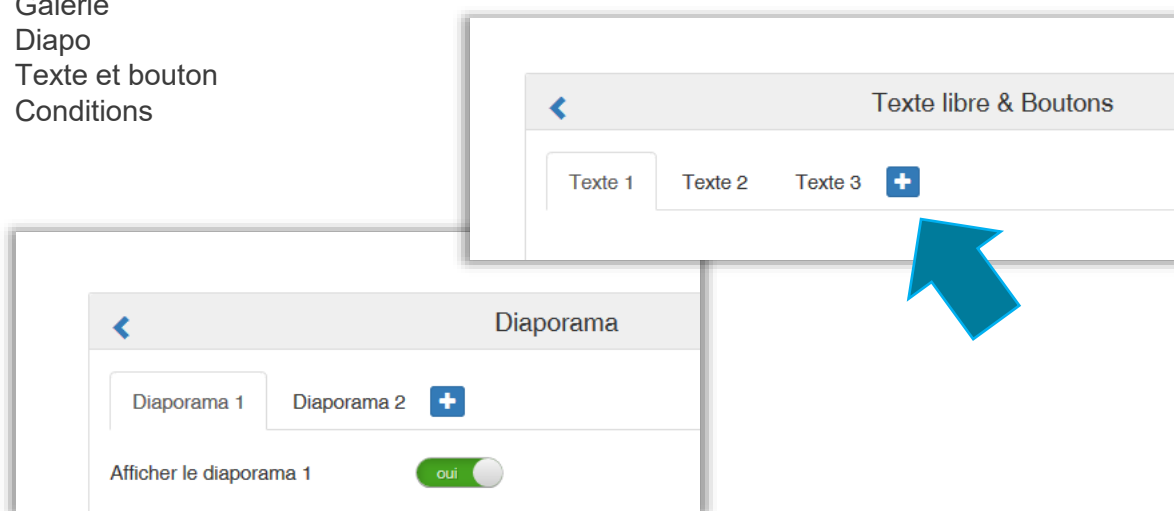 Galerie
Diapo
Texte et bouton
Conditions
Texte libre & Boutons
Texte 1 Texte 2 Texte 3
Diaporama
Diaporama 1 Diaporama 2
Afficher le diaporama 1 oui